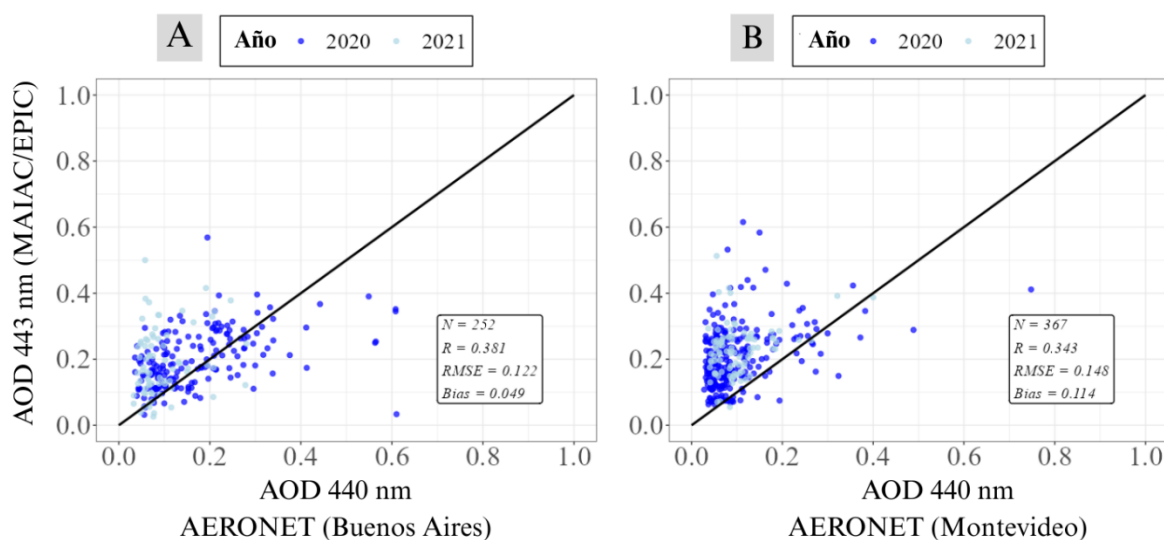 A
Año 2020 2021
AOD 443 nm (MAIAC/EPIC)
1.0
0.8
0.6
0.4
0.2
0.0
N = 252
R = 0.381
RMSE = 0.122
Bias = 0.049
0.0 0.2 0.4 0.6 0.8 1.0
AOD 440 nm
AERONET (Buenos Aires)
B
Año 2020 2021
1.0
0.8
0.6
0.4
0.2
0.0
N = 367
R = 0.343
RMSE = 0.148
Bias = 0.114
0.0 0.2 0.4 0.6 0.8 1.0
AOD 440 nm
AERONET (Montevideo)